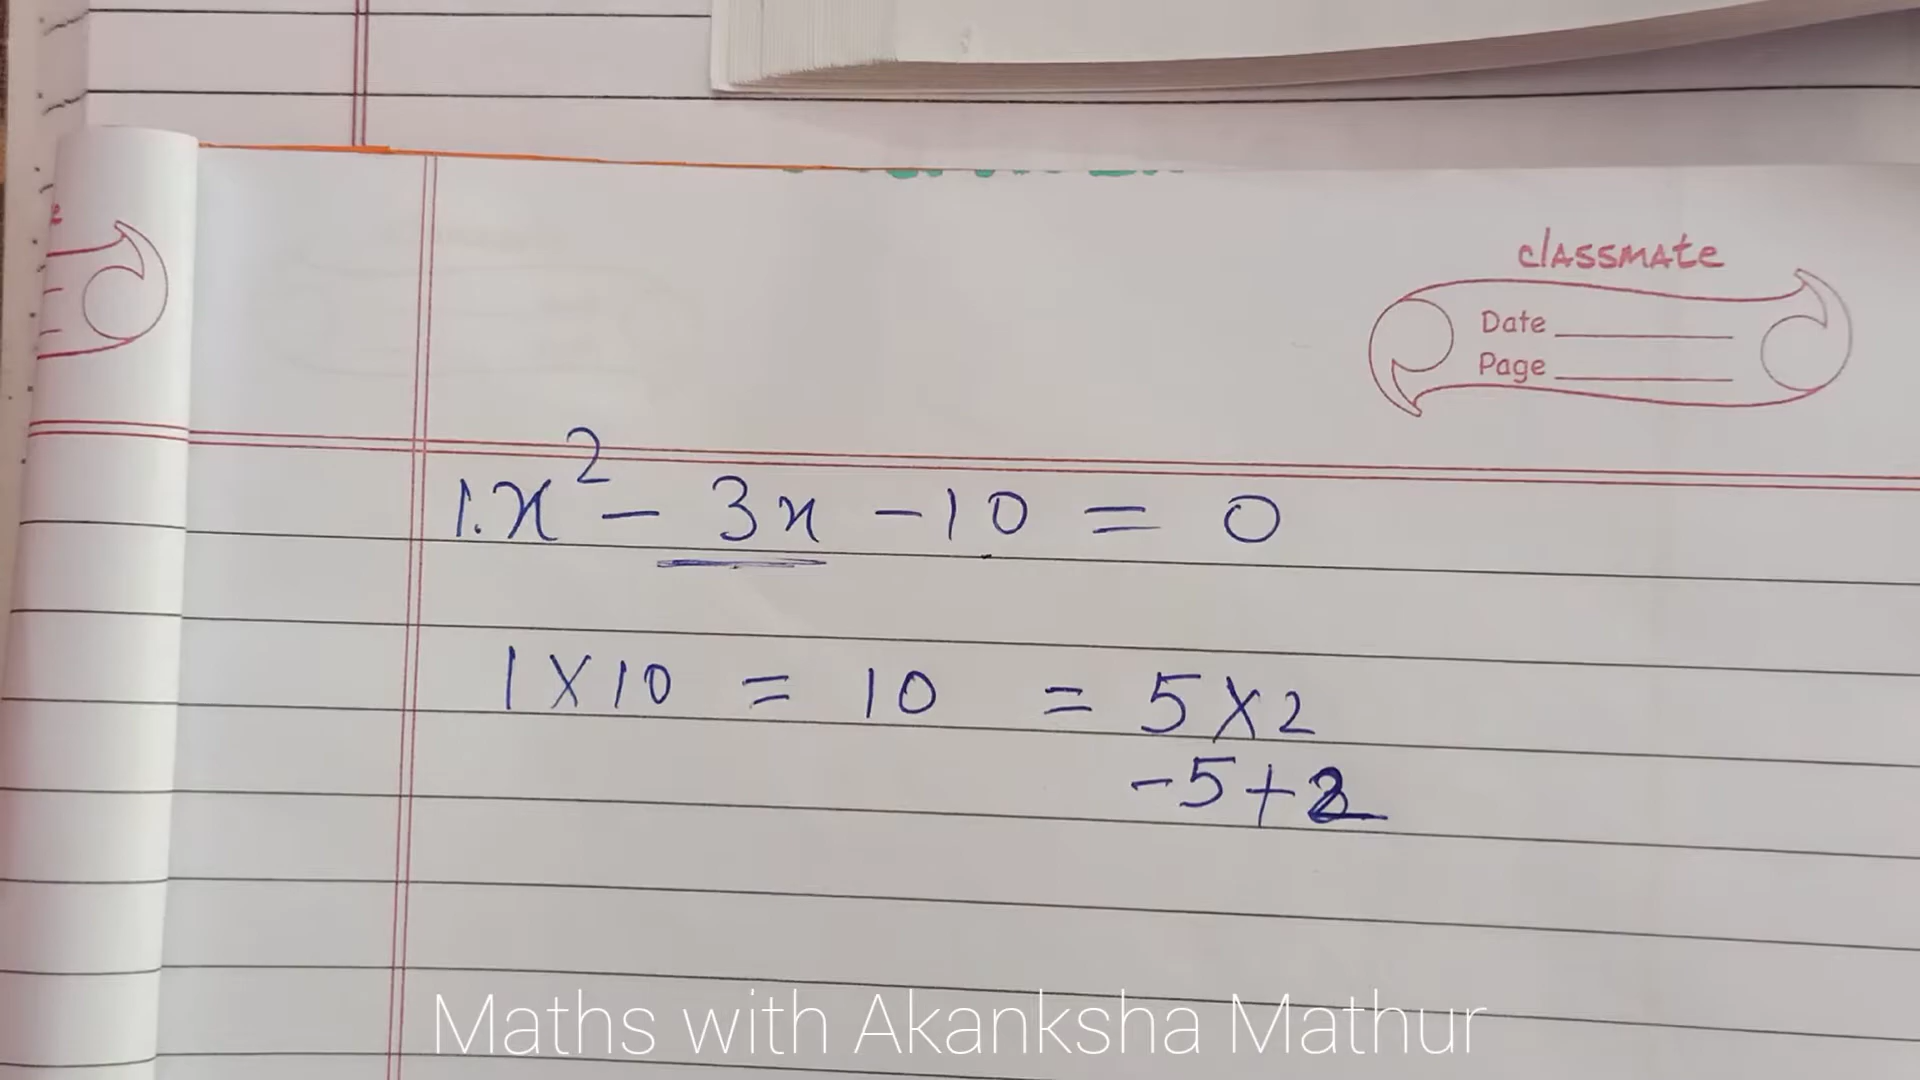 classmate
Date
Page
1.x² - 3x - 10 = 0
1 X 10 = 10 = 5 X 2
-5+2
Maths with Akanksha Mathur